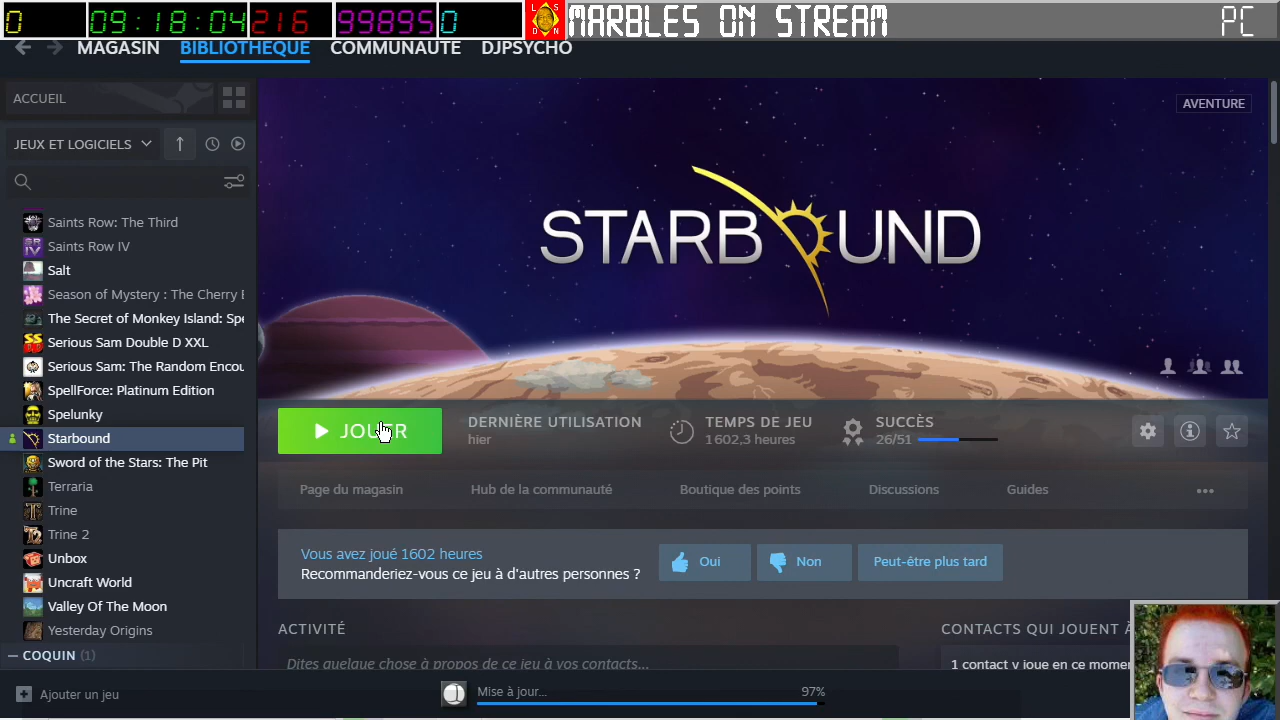 0
09:18:04
216
99895
0
MARBLES ON STREAM
PC
MAGASIN
BIBLIOTHEQUE
COMMUNAUTE
DJPSYCHO
ACCUEIL
JEUX ET LOGICIELS
Saints Row: The Third
Saints Row IV
Salt
Season of Mystery : The Cherry E
The Secret of Monkey Island: Spe
Serious Sam Double D XXL
Serious Sam: The Random Encou
SpellForce: Platinum Edition
Spelunky
Starbound
Sword of the Stars: The Pit
Terraria
Trine
Trine 2
Unbox
Uncraft World
Valley Of The Moon
Yesterday Origins
COQUIN (1)
Ajouter un jeu
AVENTURE
STARBOUND
JOUER
DERNIÈRE UTILISATION
hier
TEMPS DE JEU
1 602,3 heures
SUCCÈS
26/51
Page du magasin
Hub de la communauté
Boutique des points
Discussions
Guides
Vous avez joué 1602 heures
Recommanderiez-vous ce jeu à d'autres personnes ?
Oui
Non
Peut-être plus tard
ACTIVITÉ
Dites quelque chose à propos de ce jeu à vos contacts...
CONTACTS QUI JOUENT À
1 contact y joue en ce momen
Mise à jour...
97%